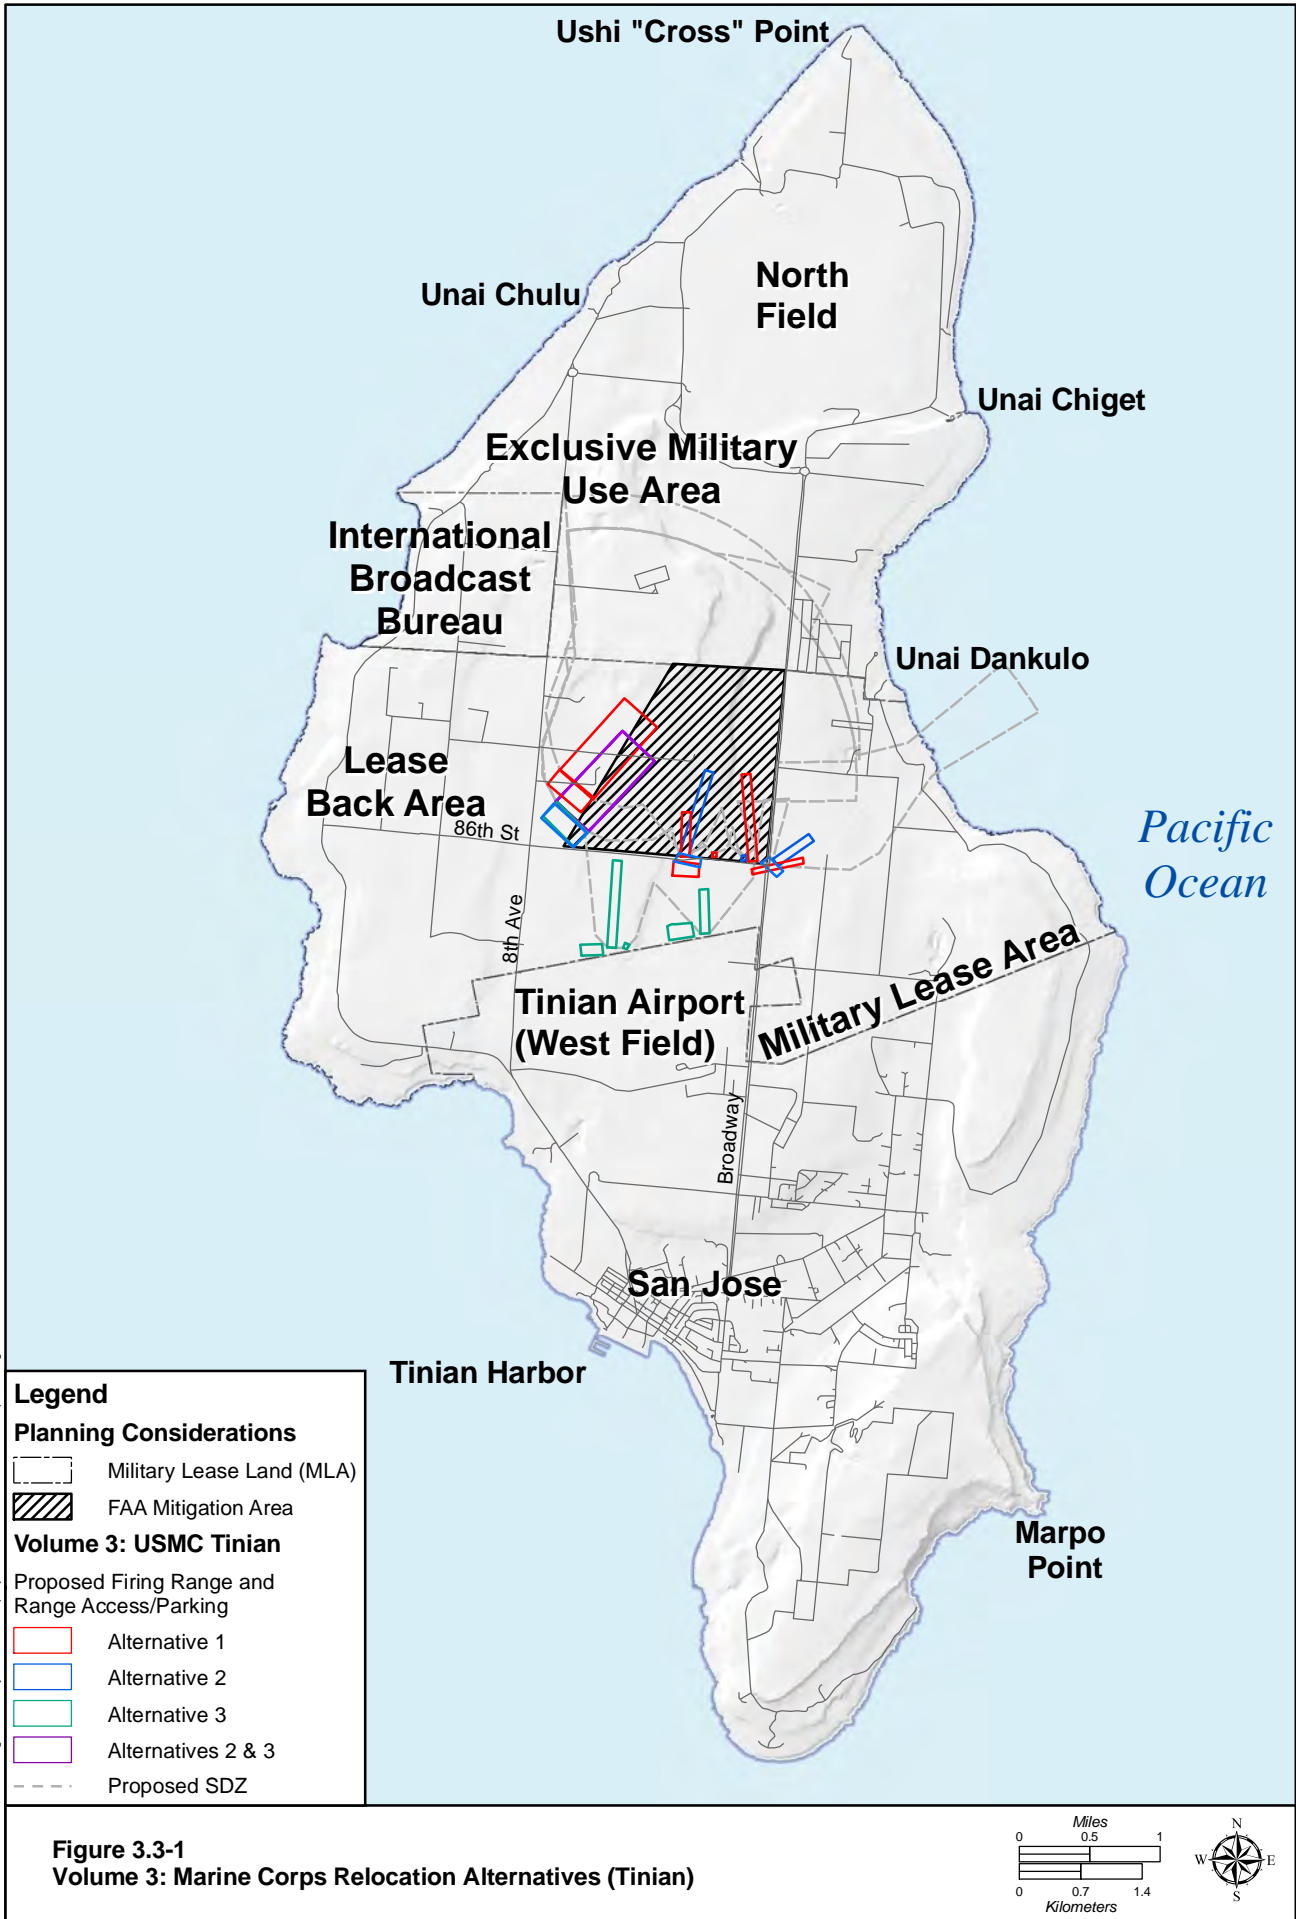 Ushi "Cross" Point
North
Field
Unai Chulu
Unai Chiget
Exclusive Military
Use Area
International
Broadcast
Bureau
Unai Dankulo
Lease
Back Area
86th St
Pacific
Ocean
8th Ave
Military Lease Area
Tinian Airport
(West Field)
Broadway
San Jose
Tinian Harbor
Marpo
Point
Legend
Planning Considerations
Military Lease Land (MLA)
FAA Mitigation Area
Volume 3: USMC Tinian
Proposed Firing Range and
Range Access/Parking
Alternative 1
Alternative 2
Alternative 3
Alternatives 2 & 3
Proposed SDZ
Figure 3.3-1
Volume 3: Marine Corps Relocation Alternatives (Tinian)
Miles
0 0.5 1
0 0.7 1.4
Kilometers
N
W E
S